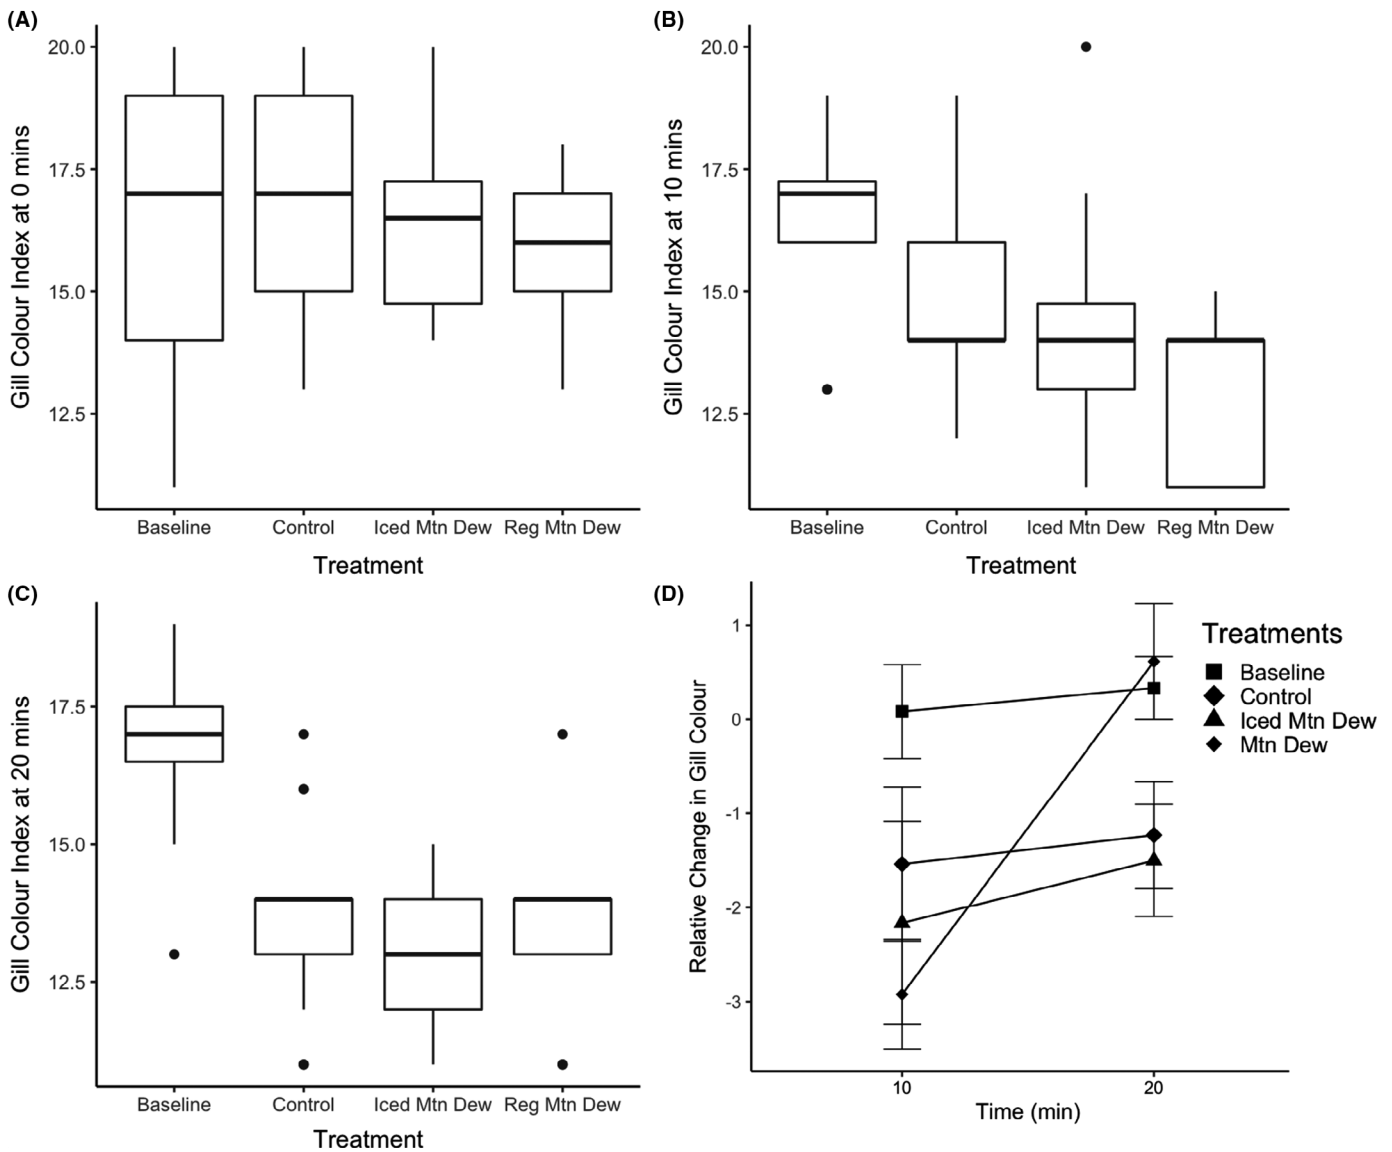 (A)
Gill Colour Index at 0 mins
20.0
17.5
15.0
12.5
Baseline Control Iced Mtn Dew Reg Mtn Dew
Treatment
(B)
Gill Colour Index at 10 mins
20.0
17.5
15.0
12.5
Baseline Control Iced Mtn Dew Reg Mtn Dew
Treatment
(C)
Gill Colour Index at 20 mins
17.5
15.0
12.5
Baseline Control Iced Mtn Dew Reg Mtn Dew
Treatment
(D)
Relative Change in Gill Colour
1
0
-1
-2
-3
10 20
Time (min)
Treatments
Baseline
Control
Iced Mtn Dew
Mtn Dew